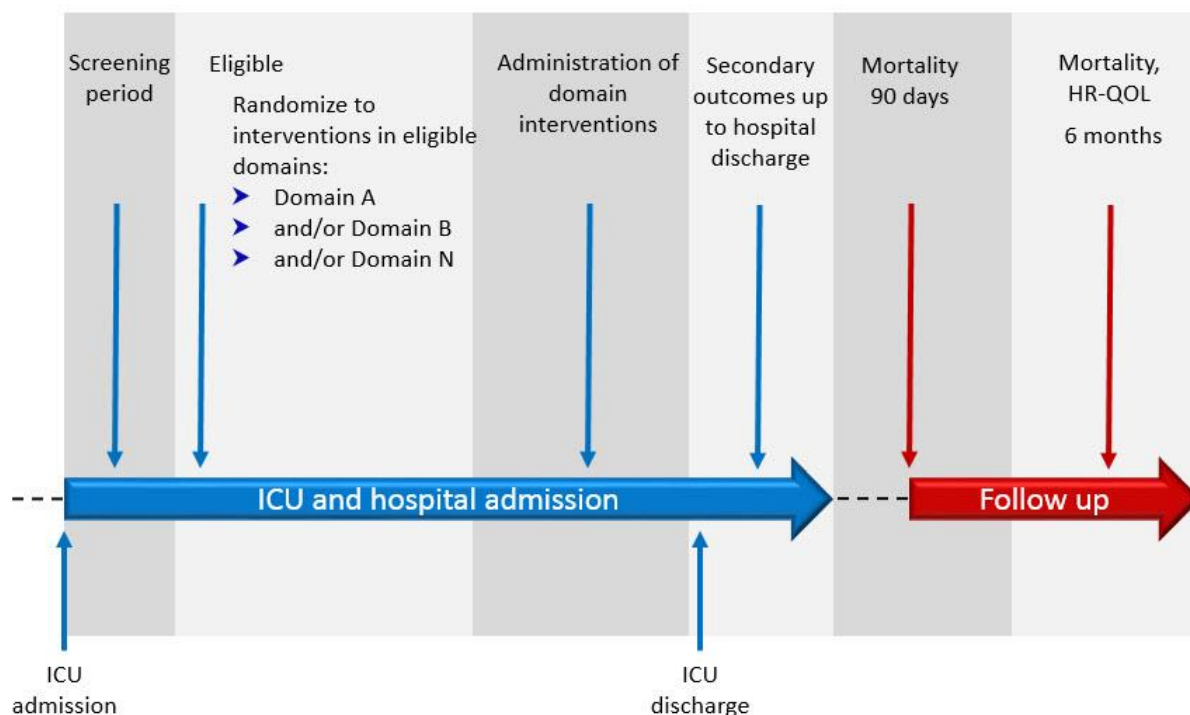 Screening
period
Eligible
Randomize to
interventions in eligible
domains:
Domain A
and/or Domain B
and/or Domain N
Administration of
domain
interventions
Secondary
outcomes up
to hospital
discharge
Mortality
90 days
Mortality,
HR-QOL
6 months
ICU and hospital admission
Follow up
ICU
admission
ICU
discharge